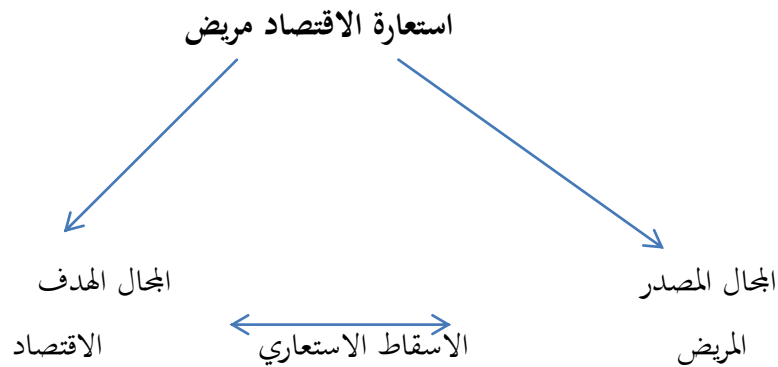 استعارة الاقتصاد مريض
المجال المصدر
المجال الهدف
المريض
الاسقاط الاستعاري
الاقتصاد